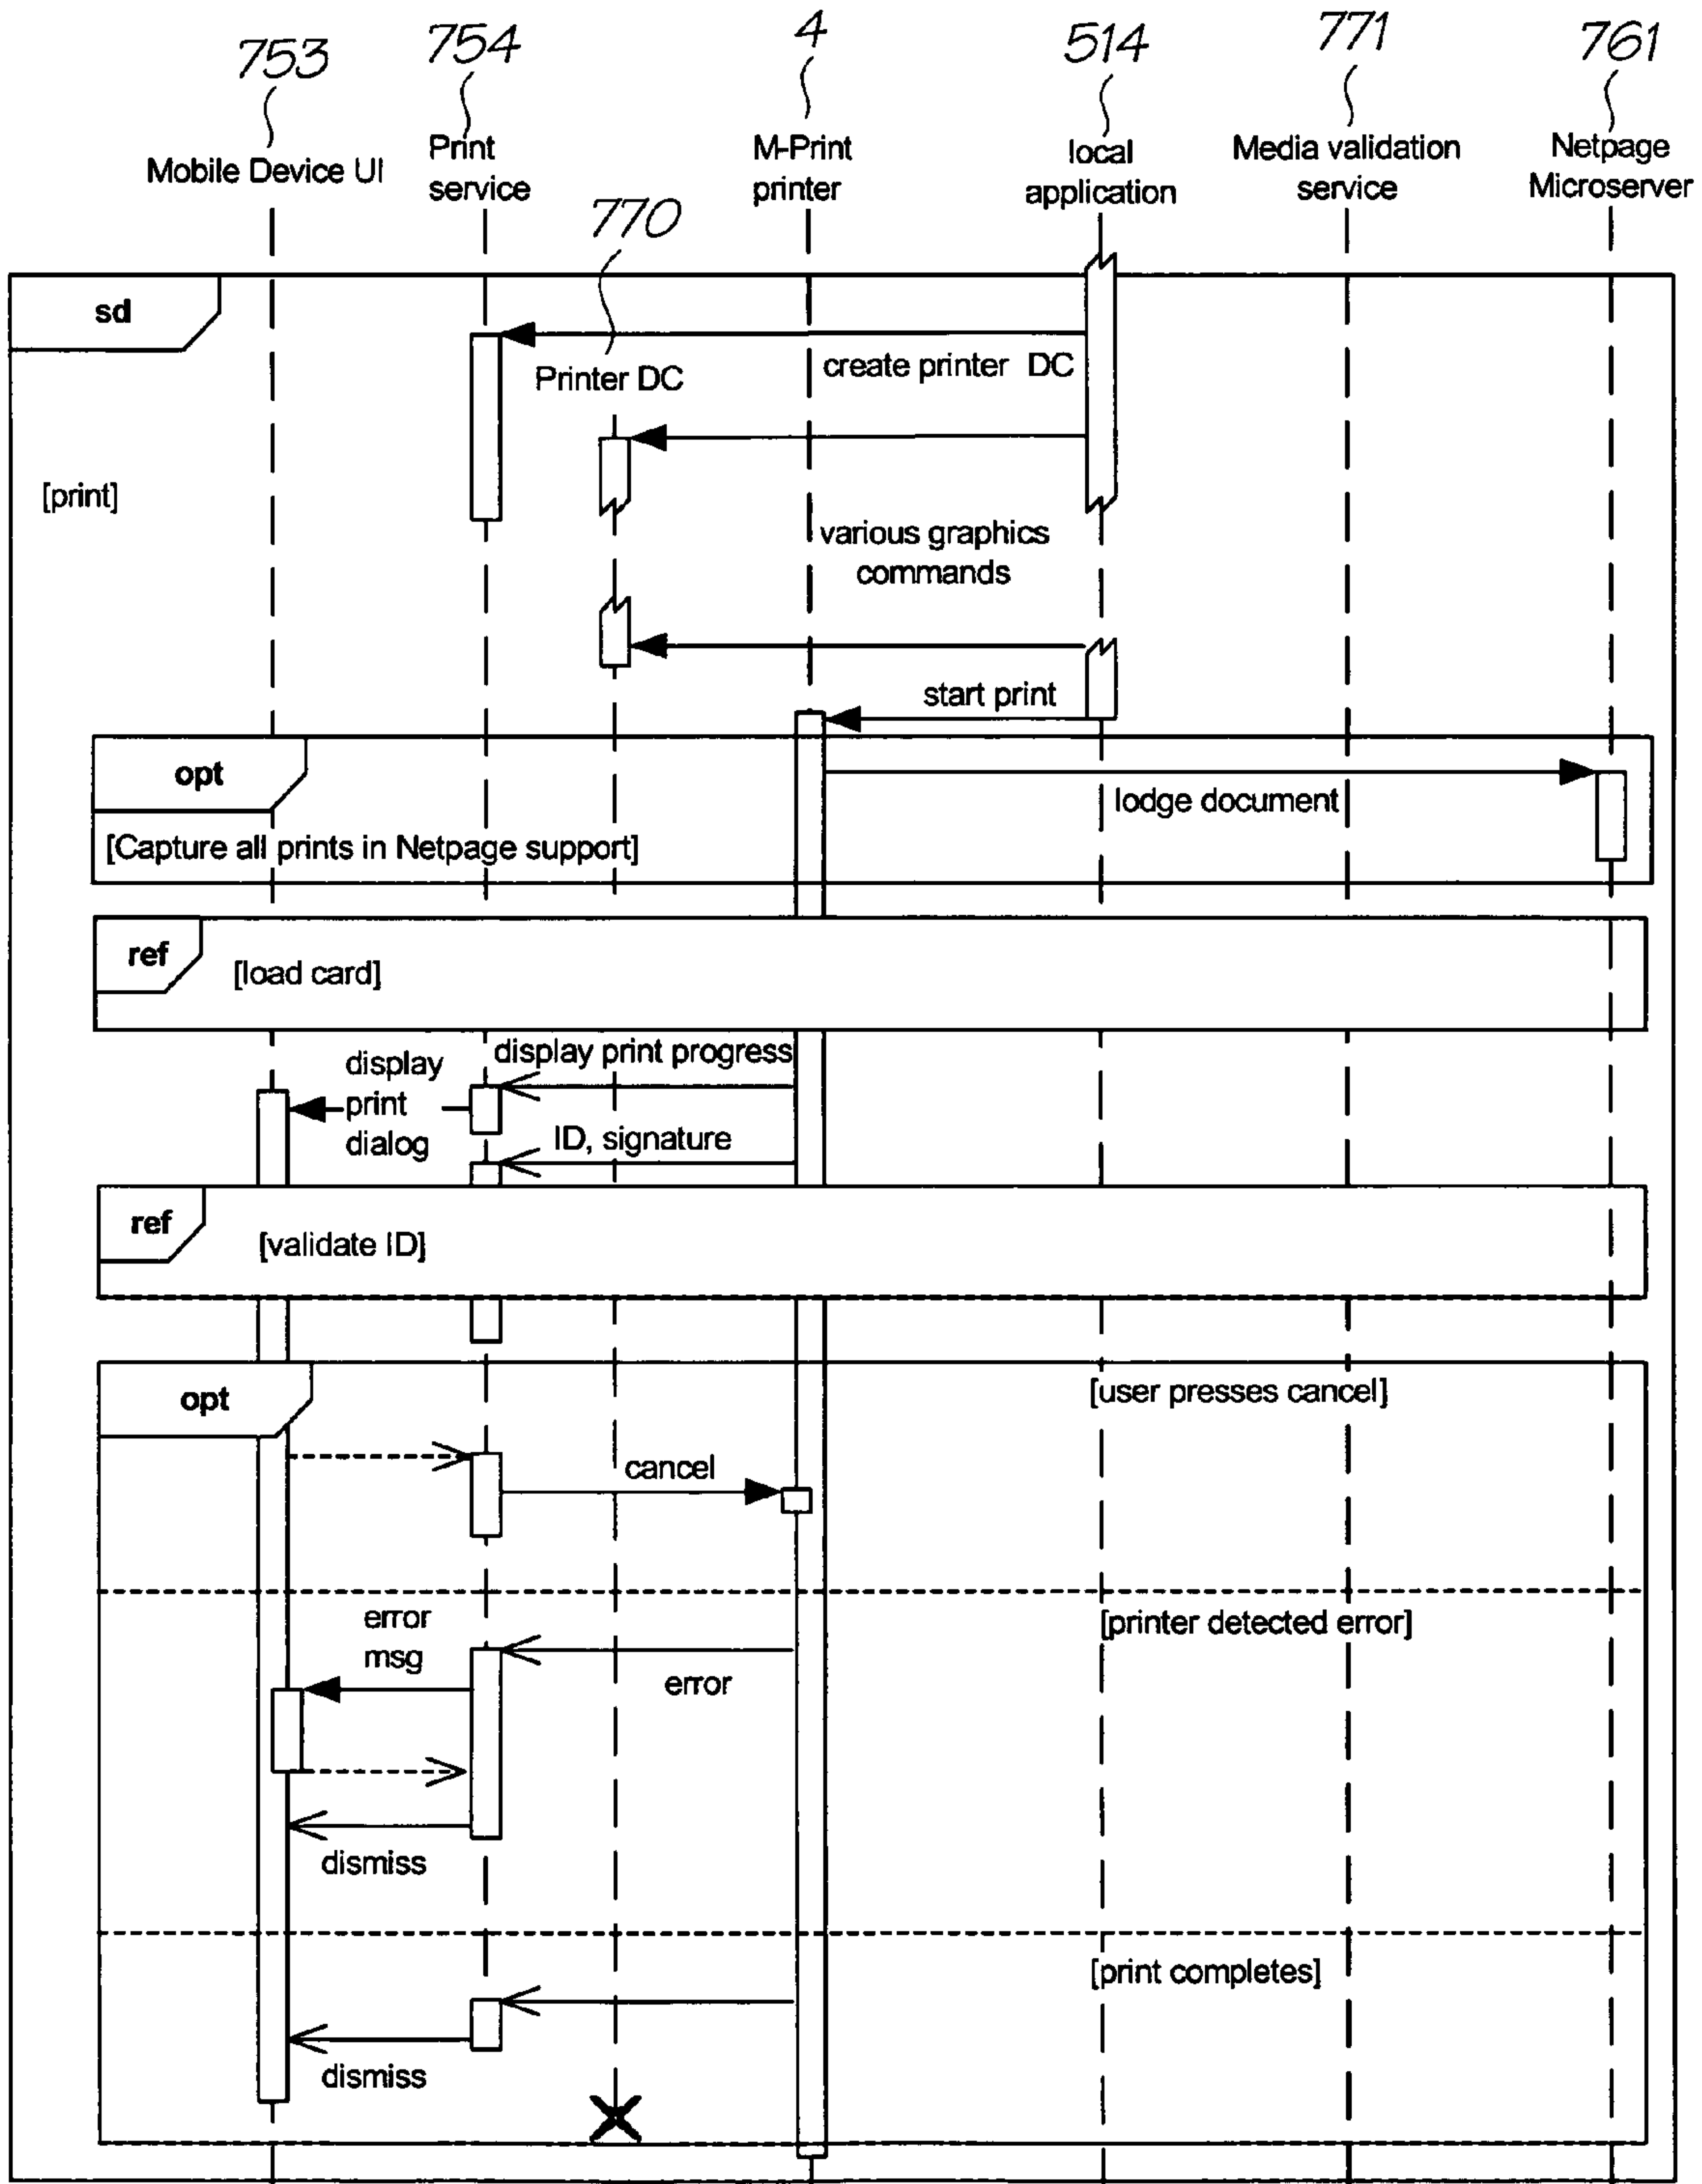 753
754
4
514
771
761
Mobile Device UI
Print
service
M-Print
printer
local
application
Media validation
service
Netpage
Microserver
770
sd
Printer DC
create printer DC
[print]
various graphics
commands
start print
opt
lodge document
[Capture all prints in Netpage support]
ref
[load card]
display print progress
display
print
dialog
ID, signature
ref
[validate ID]
opt
[user presses cancel]
cancel
error
msg
[printer detected error]
error
dismiss
[print completes]
dismiss